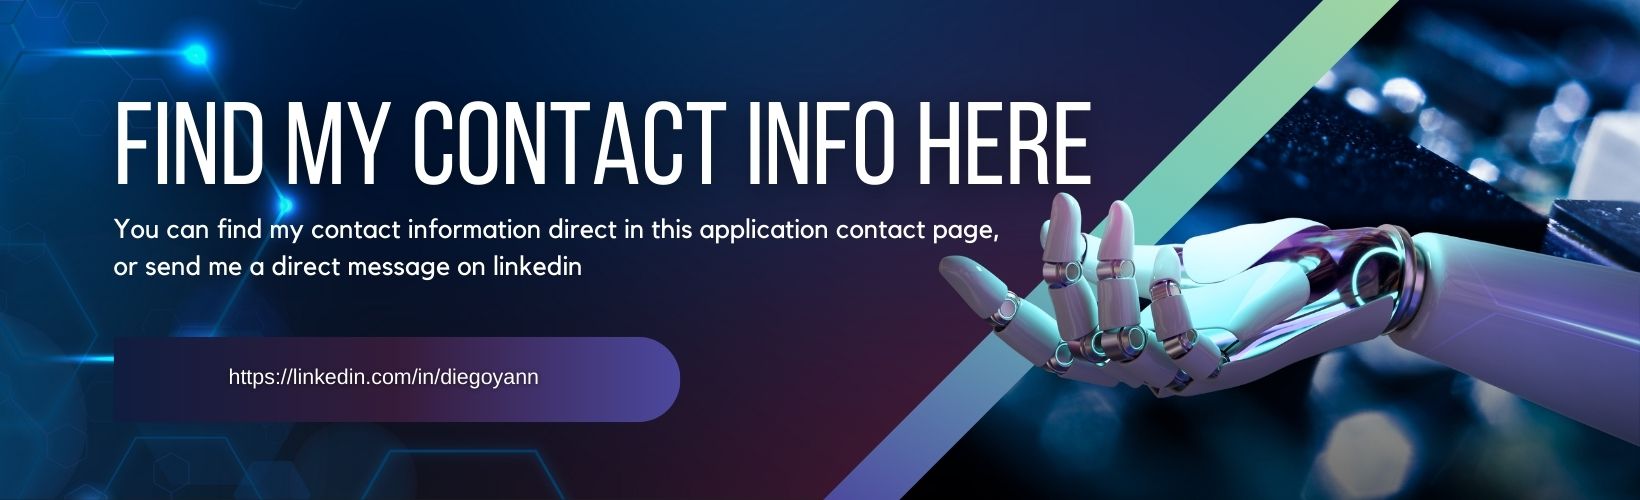 FIND MY CONTACT INFO HERE
You can find my contact information direct in this application contact page,
or send me a direct message on linkedin
https://linkedin.com/in/diegoyann